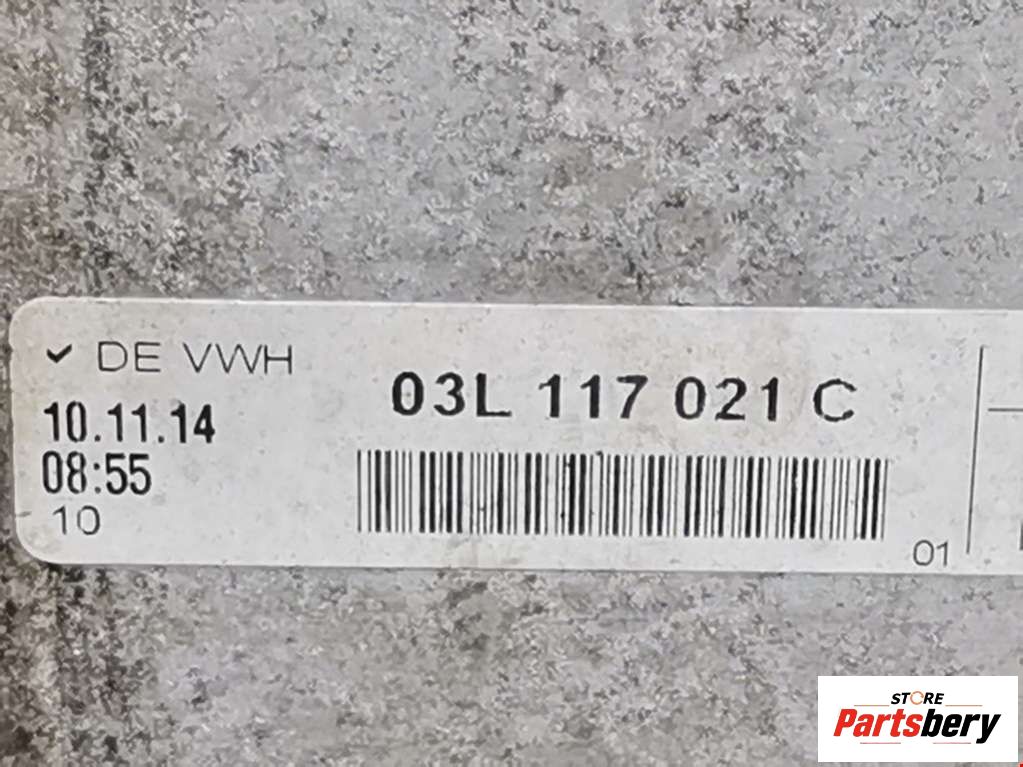 ✓ DE VWH
10.11.14
08:55
10
03L 117 021 C
01
STORE
Partsbery